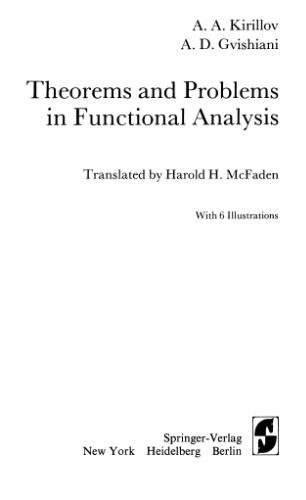 A. A. Kirillov
A. D. Gvishiani
Theorems and Problems
in Functional Analysis
Translated by Harold H. McFaden
With 6 Illustrations
Springer-Verlag
New York Heidelberg Berlin